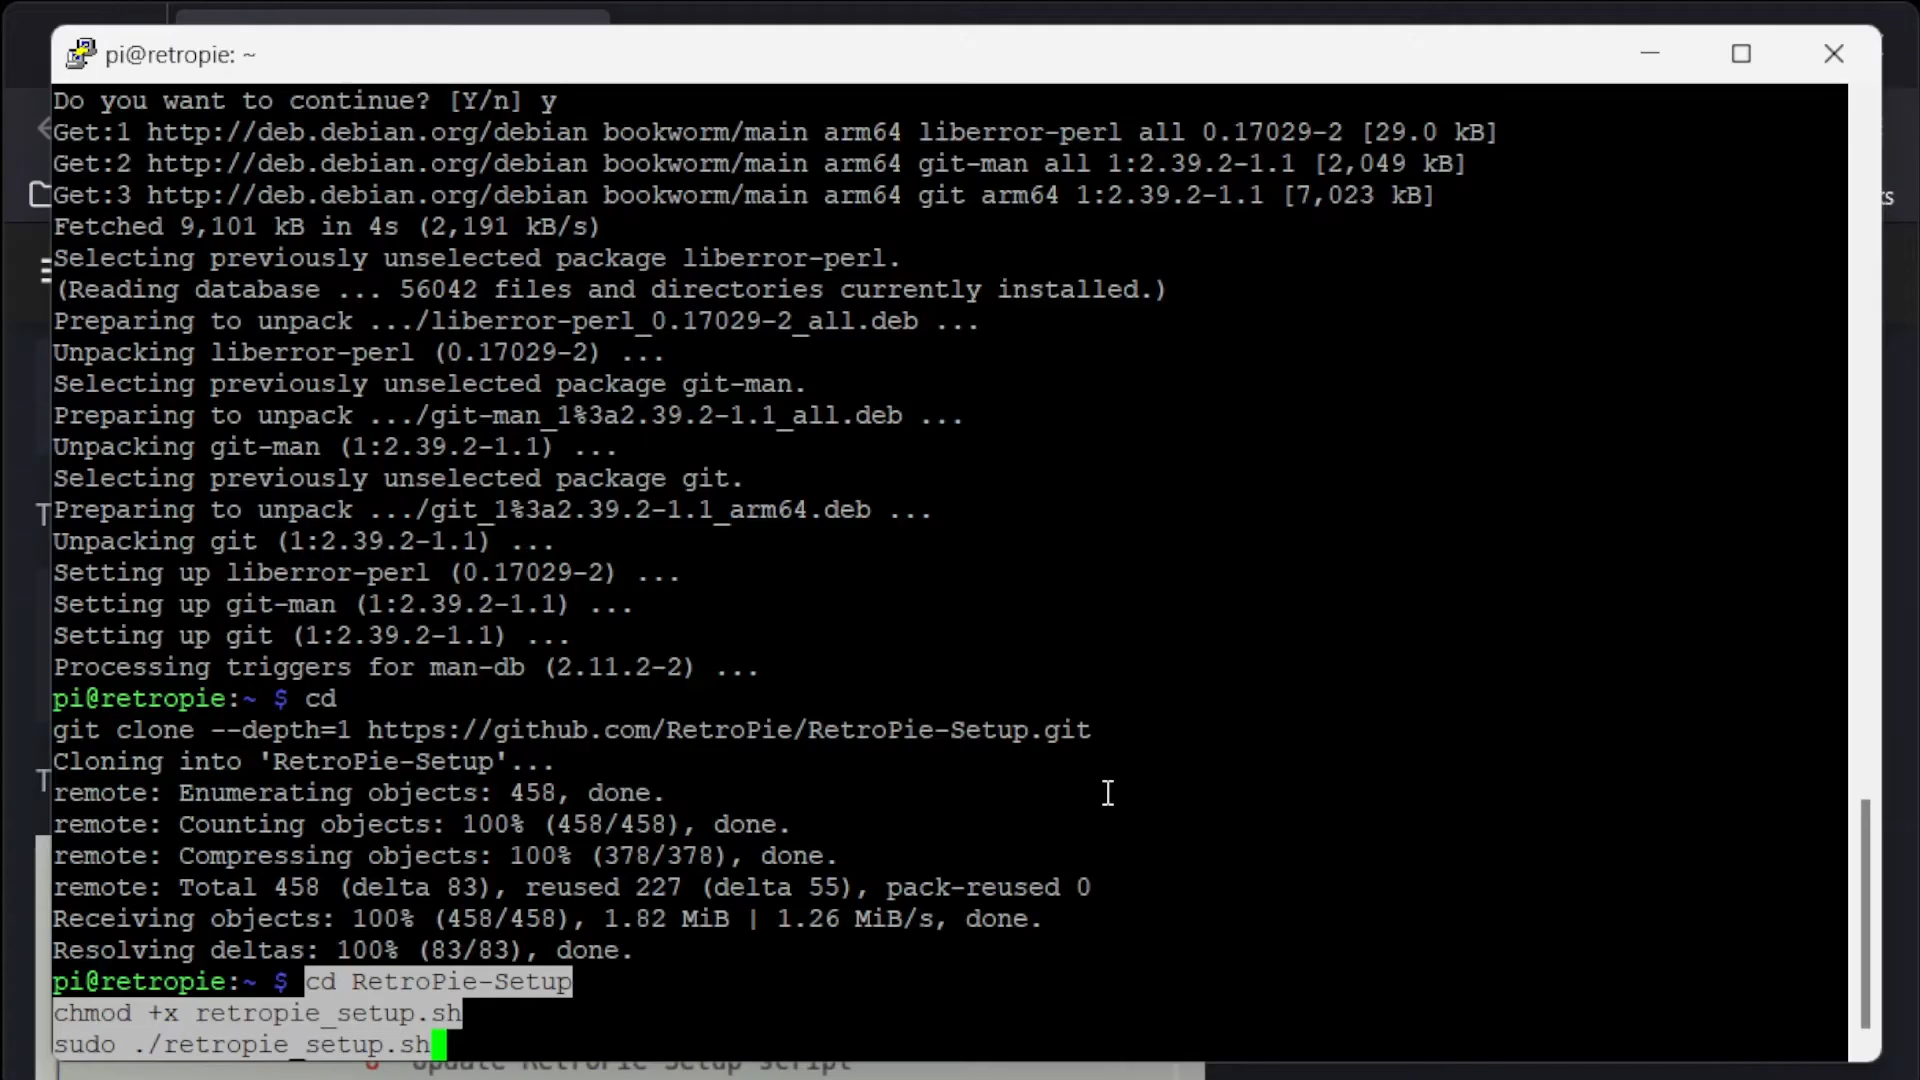 pi@retropie: ~
Do you want to continue? [Y/n] y
Get:1 http://deb.debian.org/debian bookworm/main arm64 liberror-perl all 0.17029-2 [29.0 kB]
Get:2 http://deb.debian.org/debian bookworm/main arm64 git-man all 1:2.39.2-1.1 [2,049 kB]
Get:3 http://deb.debian.org/debian bookworm/main arm64 git arm64 1:2.39.2-1.1 [7,023 kB]
Fetched 9,101 kB in 4s (2,191 kB/s)
Selecting previously unselected package liberror-perl.
(Reading database ... 56042 files and directories currently installed.)
Preparing to unpack .../liberror-perl_0.17029-2_all.deb ...
Unpacking liberror-perl (0.17029-2) ...
Selecting previously unselected package git-man.
Preparing to unpack .../git-man_1%3a2.39.2-1.1_all.deb ...
Unpacking git-man (1:2.39.2-1.1) ...
Selecting previously unselected package git.
Preparing to unpack .../git_1%3a2.39.2-1.1_arm64.deb ...
Unpacking git (1:2.39.2-1.1) ...
Setting up liberror-perl (0.17029-2) ...
Setting up git-man (1:2.39.2-1.1) ...
Setting up git (1:2.39.2-1.1) ...
Processing triggers for man-db (2.11.2-2) ...
pi@retropie:~ $ cd
git clone --depth=1 https://github.com/RetroPie/RetroPie-Setup.git
Cloning into 'RetroPie-Setup'...
remote: Enumerating objects: 458, done.
remote: Counting objects: 100% (458/458), done.
remote: Compressing objects: 100% (378/378), done.
remote: Total 458 (delta 83), reused 227 (delta 55), pack-reused 0
Receiving objects: 100% (458/458), 1.82 MiB | 1.26 MiB/s, done.
Resolving deltas: 100% (83/83), done.
pi@retropie:~ $ cd RetroPie-Setup
chmod +x retropie_setup.sh
sudo ./retropie_setup.sh
Update RetroPie Setup script